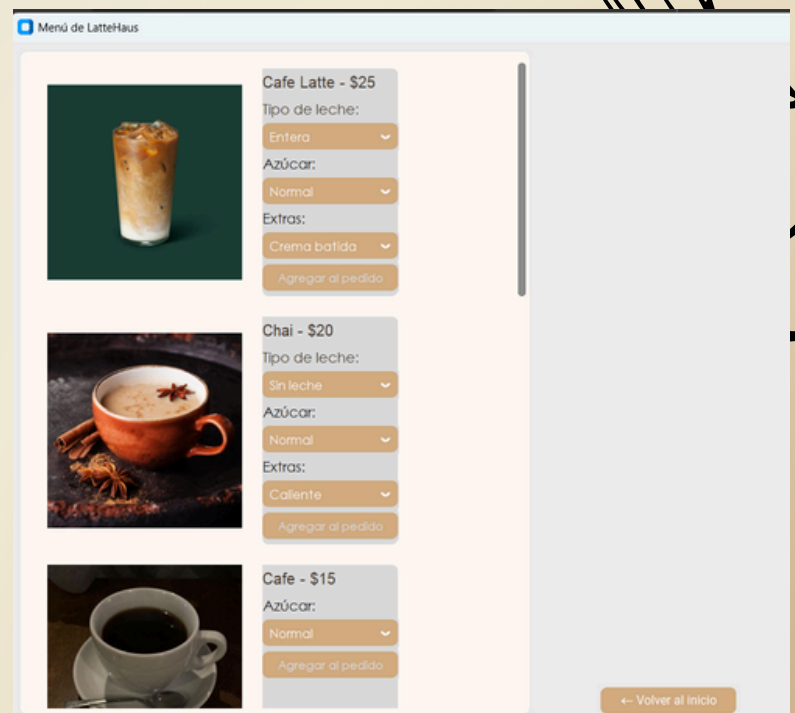 Menú de LatteHaus
Cafe Latte - $25
Tipo de leche:
Entera
Azúcar:
Normal
Extras:
Crema batida
Agregar al pedido
Chai - $20
Tipo de leche:
Sin leche
Azúcar:
Normal
Extras:
Caliente
Agregar al pedido
Cafe - $15
Azúcar:
Normal
Agregar al pedido
← Volver al inicio